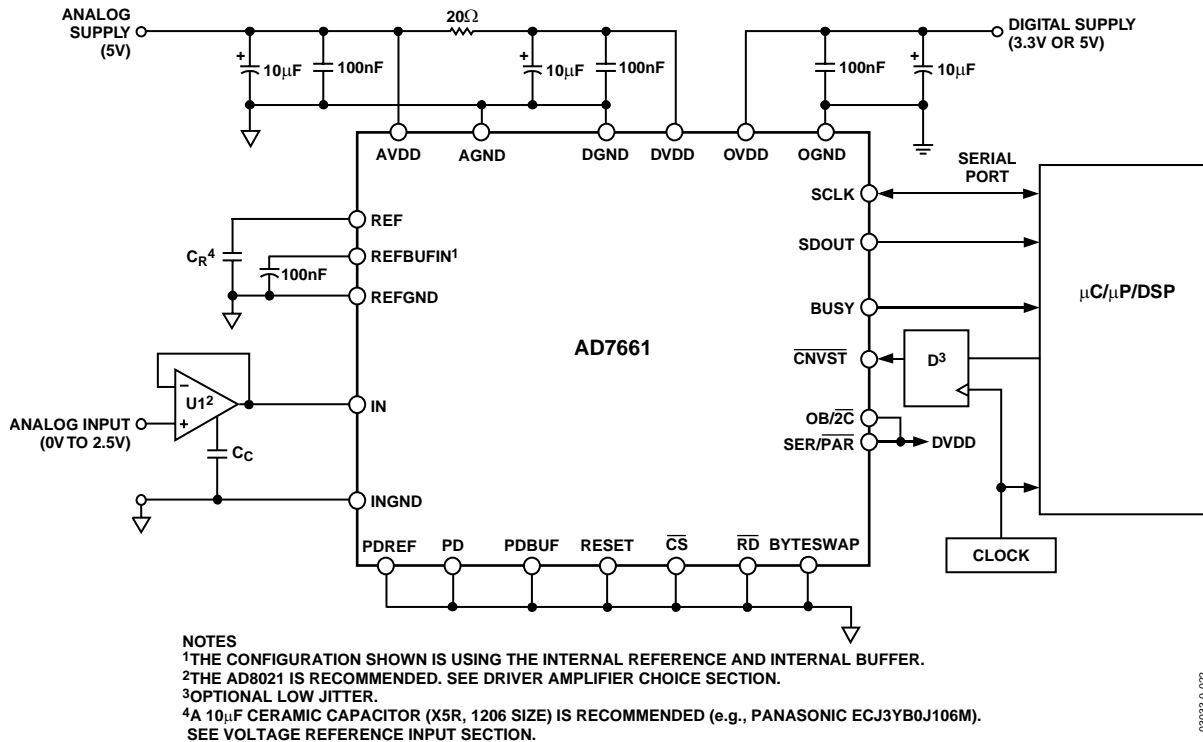 ANALOG
SUPPLY
(5V)
20Ω
DIGITAL SUPPLY
(3.3V OR 5V)
+
10μF
100nF
+
10μF
100nF
100nF
+
10μF
AVDD
AGND
DGND
DVDD
OVDD
OGND
SERIAL
PORT
SCLK
REF
SDOUT
CR4
REFBUFIN1
100nF
REFGND
BUSY
μC/μP/DSP
AD7661
CNVST
D3
−
U12
+
IN
ANALOG INPUT
(0V TO 2.5V)
CC
OB/2C
SER/PAR
DVDD
INGND
PDREF
PD
PDBUF
RESET
CS
RD
BYTESWAP
CLOCK
NOTES
1THE CONFIGURATION SHOWN IS USING THE INTERNAL REFERENCE AND INTERNAL BUFFER.
2THE AD8021 IS RECOMMENDED. SEE DRIVER AMPLIFIER CHOICE SECTION.
3OPTIONAL LOW JITTER.
4A 10μF CERAMIC CAPACITOR (X5R, 1206 SIZE) IS RECOMMENDED (e.g., PANASONIC ECJ3YB0J106M).
SEE VOLTAGE REFERENCE INPUT SECTION.